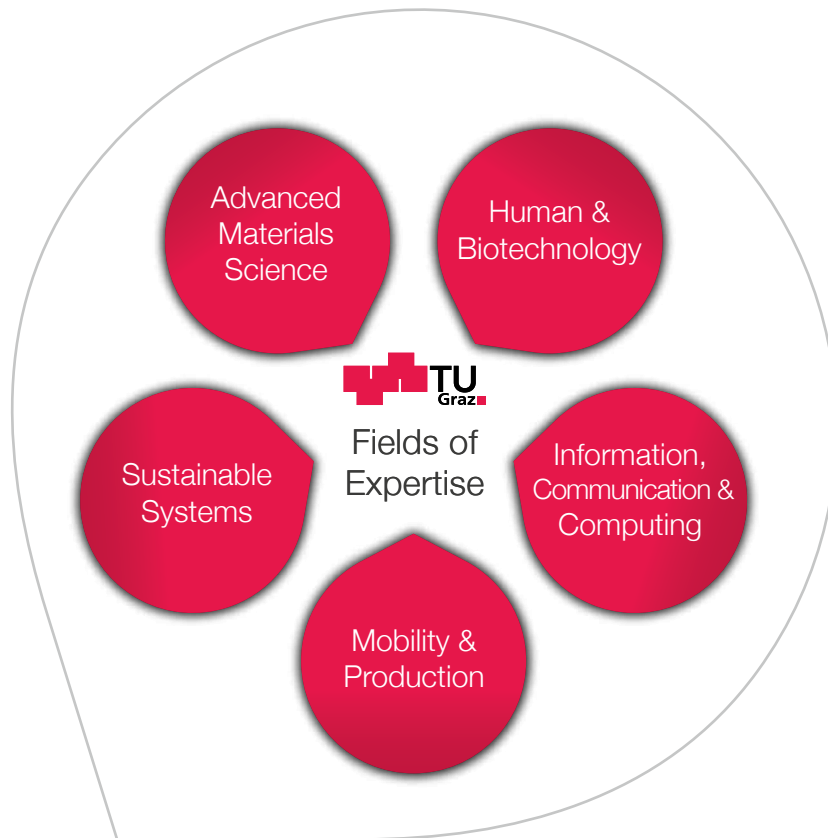 Advanced
Materials
Science
Human &
Biotechnology
TU
Graz
Fields of
Expertise
Sustainable
Systems
Information,
Communication &
Computing
Mobility &
Production